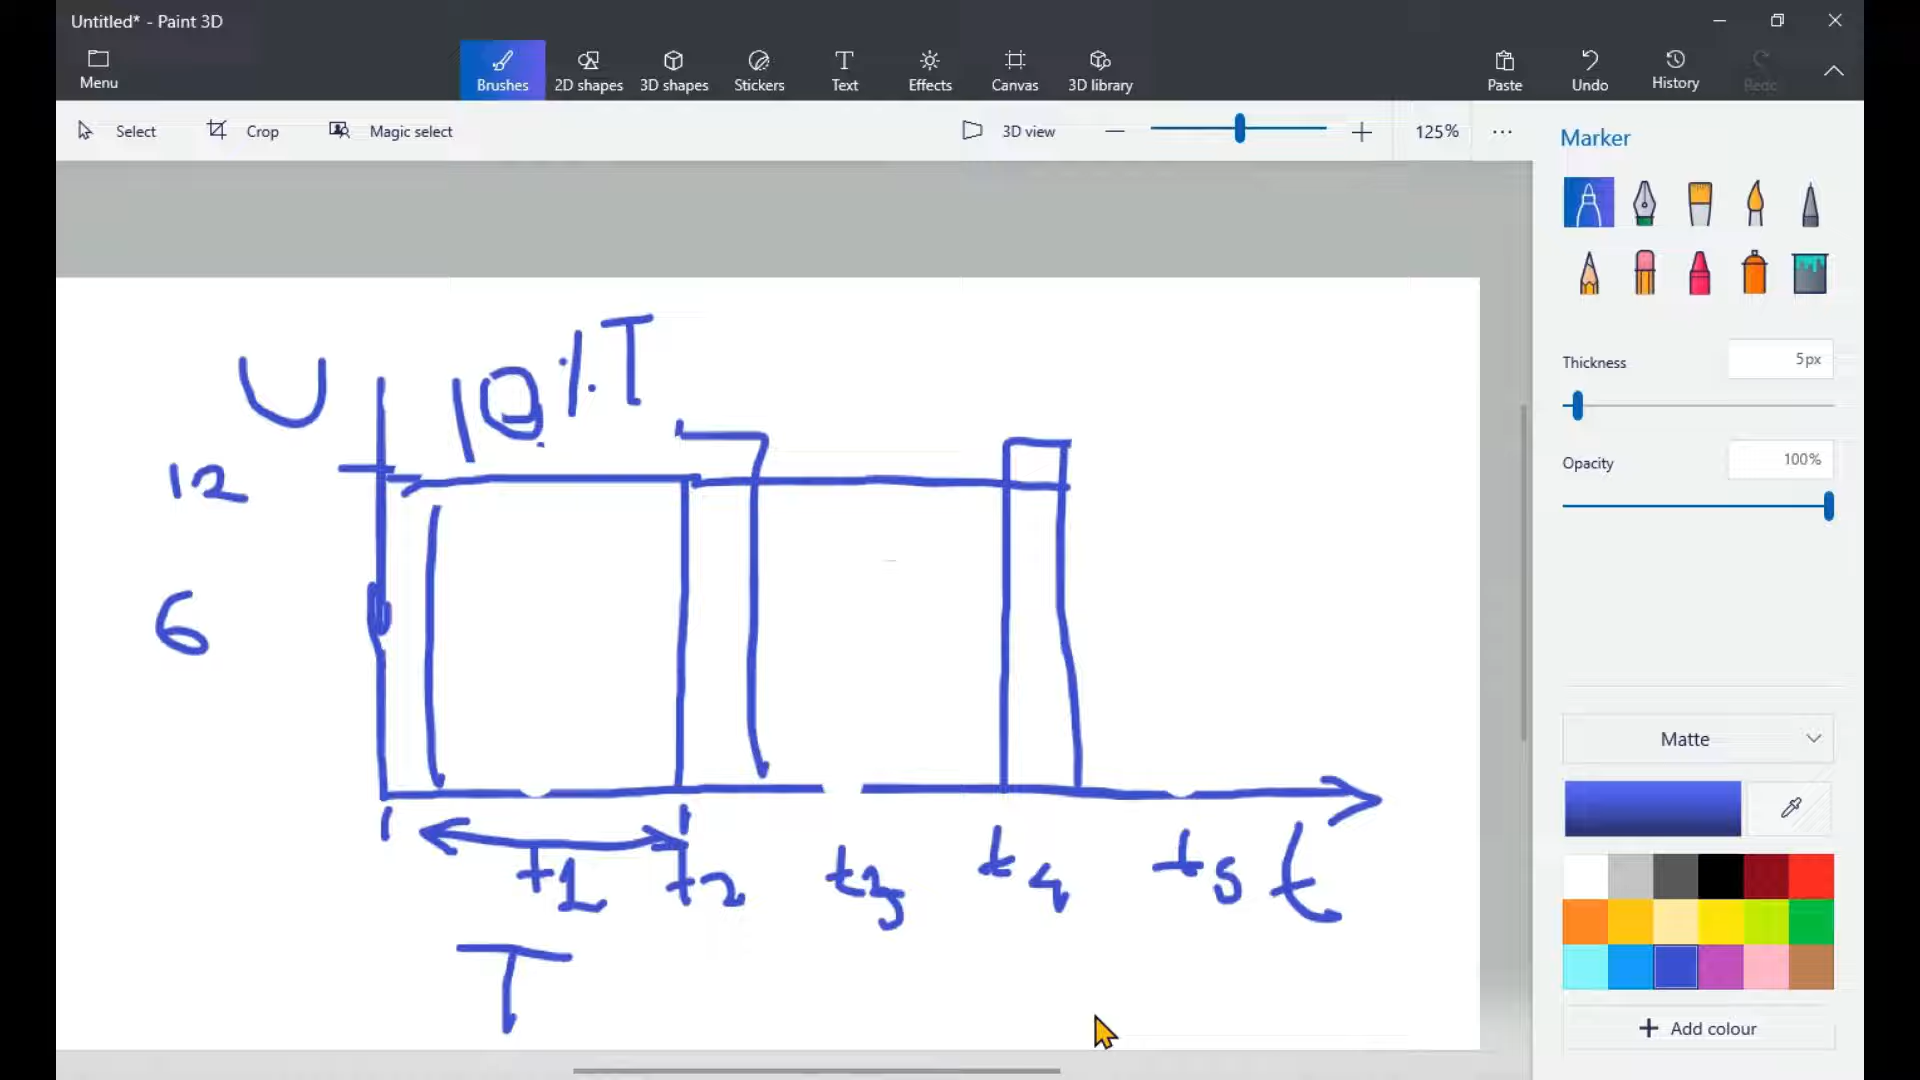 Untitled* - Paint 3D
Menu
Brushes
2D shapes
3D shapes
Stickers
Text
Effects
Canvas
3D library
Paste
Undo
History
Redo
Select
Crop
Magic select
3D view
125%
Marker
Thickness
5px
Opacity
100%
Matte
Add colour
U
10%T
12
6
t1
t2
t3
t4
t5
t
T